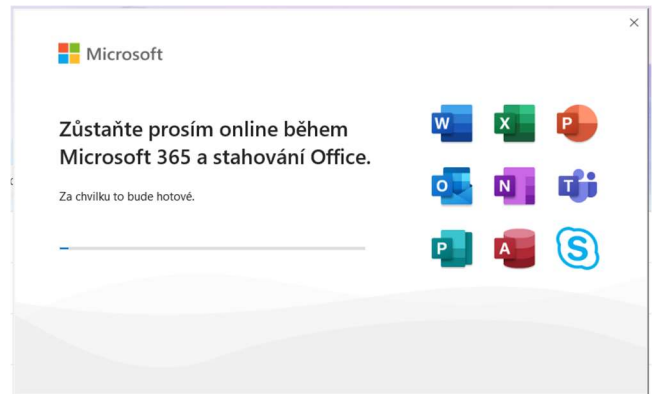 Microsoft
Zůstaňte prosím online během
Microsoft 365 a stahování Office.
Za chvilku to bude hotové.
W
X
P
O
N
T
P
A
S